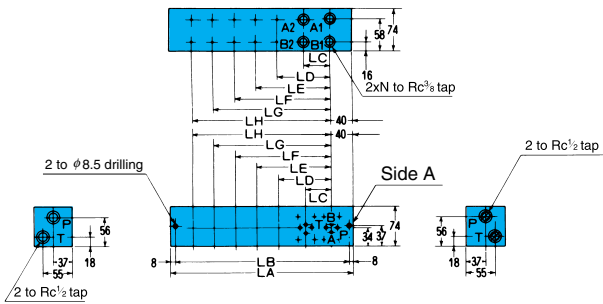 A2 A1
B2 B1
58
74
16
LC
LD
LE
LF
LG
LH 40
2xN to Rc3/8 tap
LH 40
LG
LF
LE
LD
LC
2 to φ8.5 drilling
Side A
2 to Rc1/2 tap
P
T
56
18
37
55
2 to Rc1/2 tap
B
T T
A
P
34
37
74
8 LB 8
LA
P
T
56
18
37
55